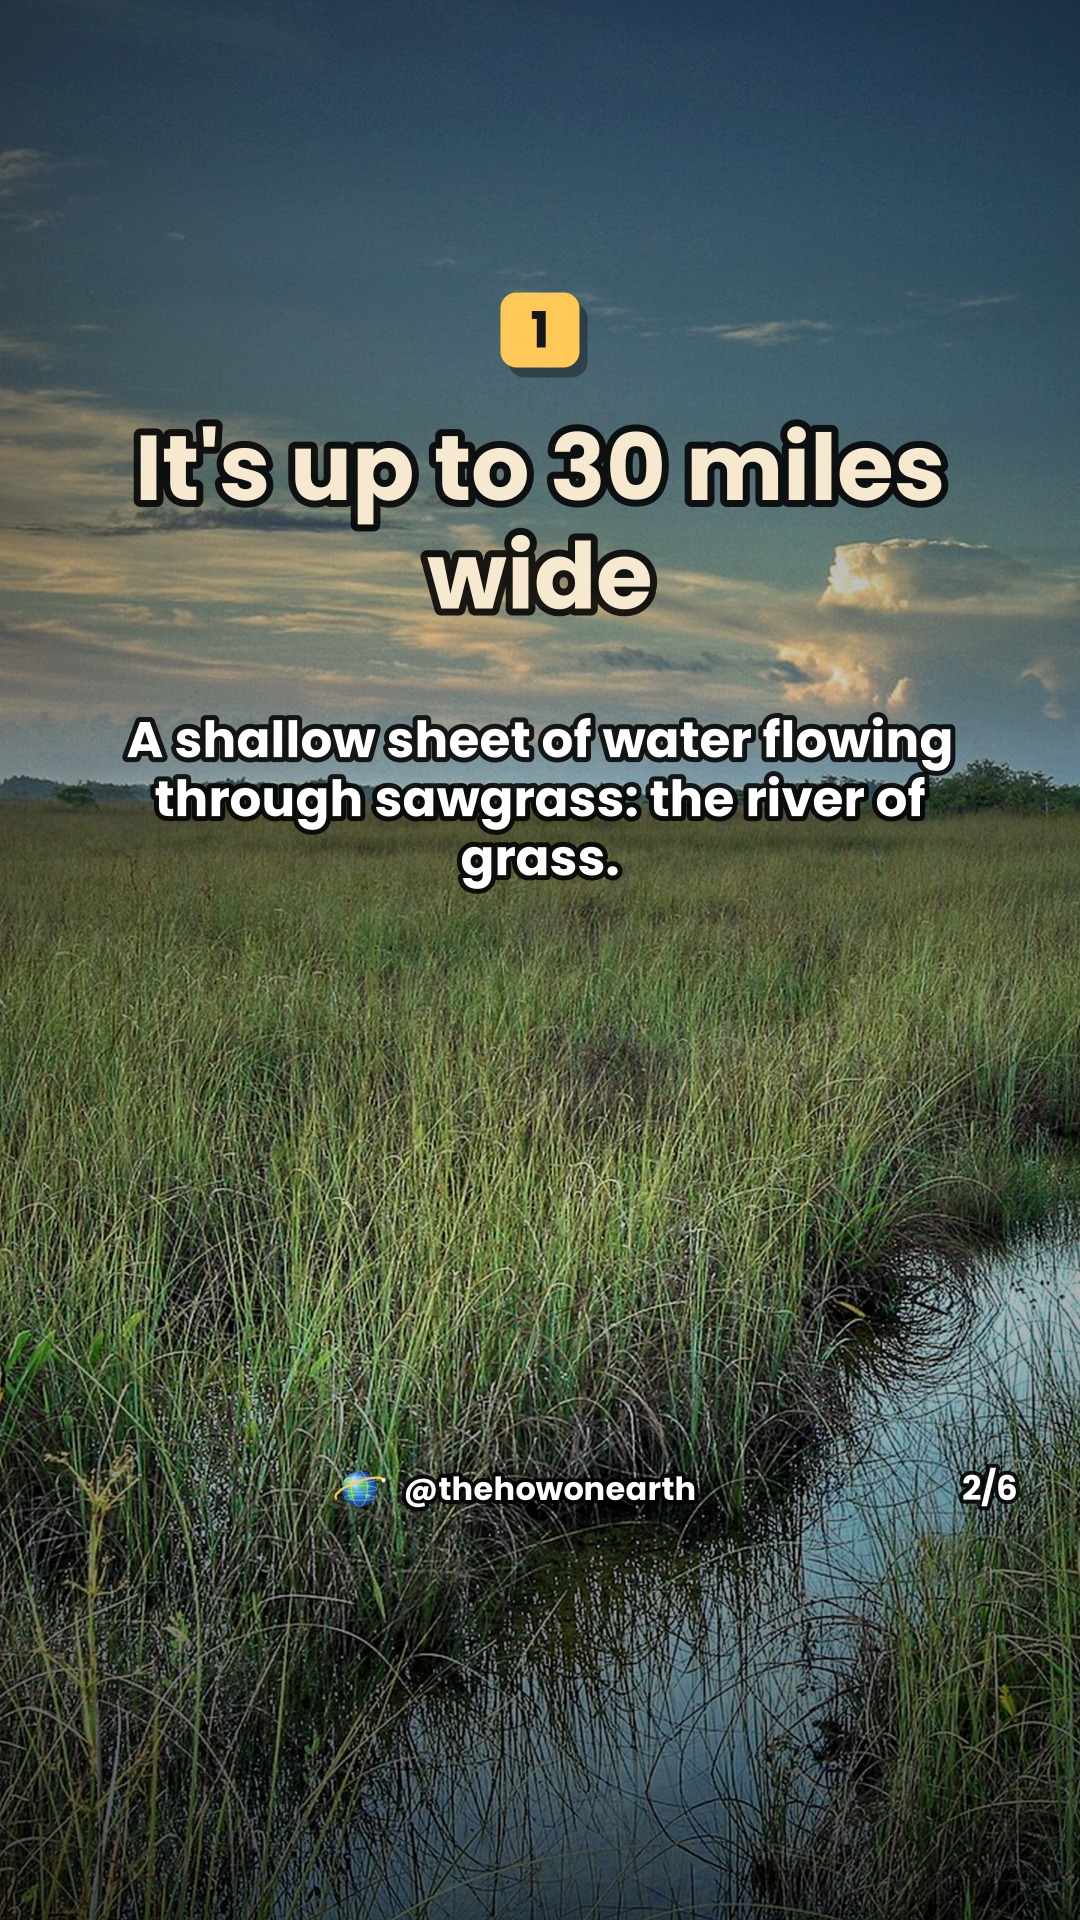 1
It's up to 30 miles
wide
A shallow sheet of water flowing
through sawgrass: the river of
grass.
@thehowonearth
2/6